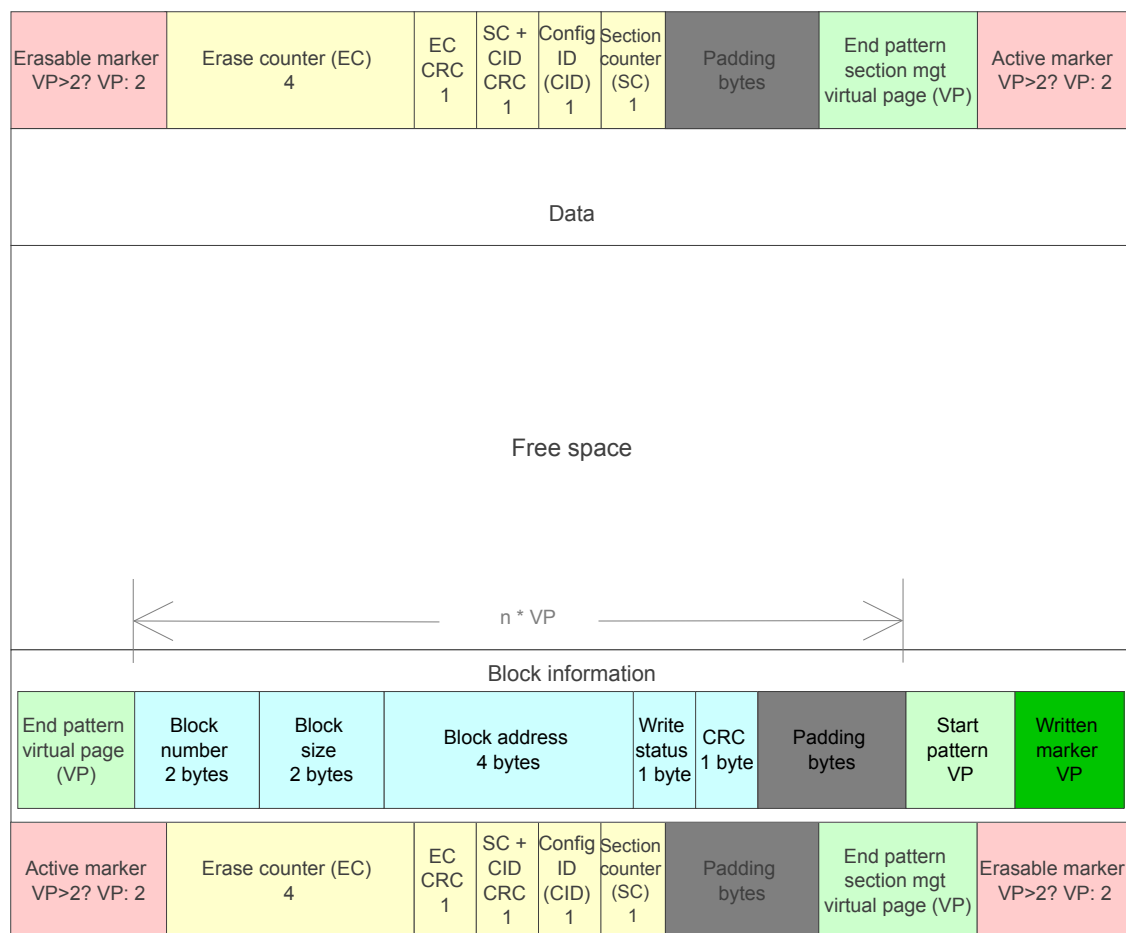 Erasable marker
VP>2? VP: 2
Erase counter (EC)
4
EC
CRC
1
SC +
CID
CRC
1
Config
ID
(CID)
1
Section
counter
(SC)
1
Padding
bytes
End pattern
section mgt
virtual page (VP)
Active marker
VP>2? VP: 2
Data
Free space
n * VP
Block information
End pattern
virtual page
(VP)
Block
number
2 bytes
Block
size
2 bytes
Block address
4 bytes
Write
status
1 byte
CRC
1 byte
Padding
bytes
Start
pattern
VP
Written
marker
VP
Active marker
VP>2? VP: 2
Erase counter (EC)
4
EC
CRC
1
SC +
CID
CRC
1
Config
ID
(CID)
1
Section
counter
(SC)
1
Padding
bytes
End pattern
section mgt
virtual page (VP)
Erasable marker
VP>2? VP: 2